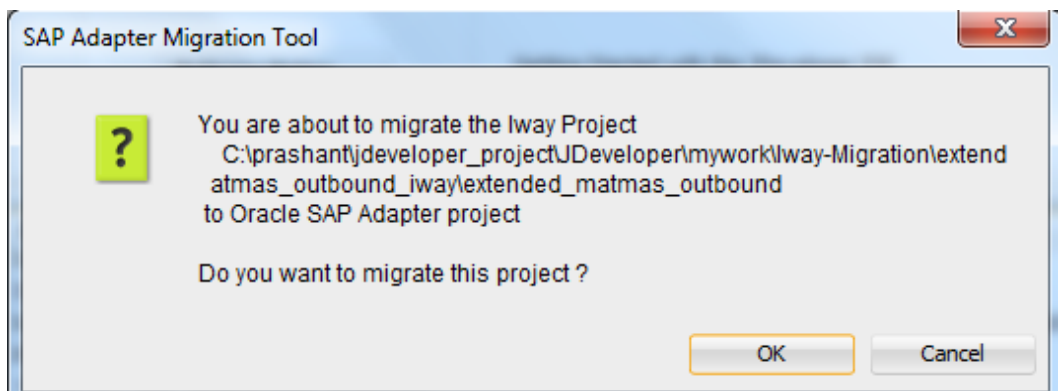 SAP Adapter Migration Tool
You are about to migrate the Iway Project
C:\prashant\jdeveloper_project\JDeveloper\mywork\Iway-Migration\extend
atmas_outbound_iway\extended_matmas_outbound
to Oracle SAP Adapter project
Do you want to migrate this project ?
OK Cancel